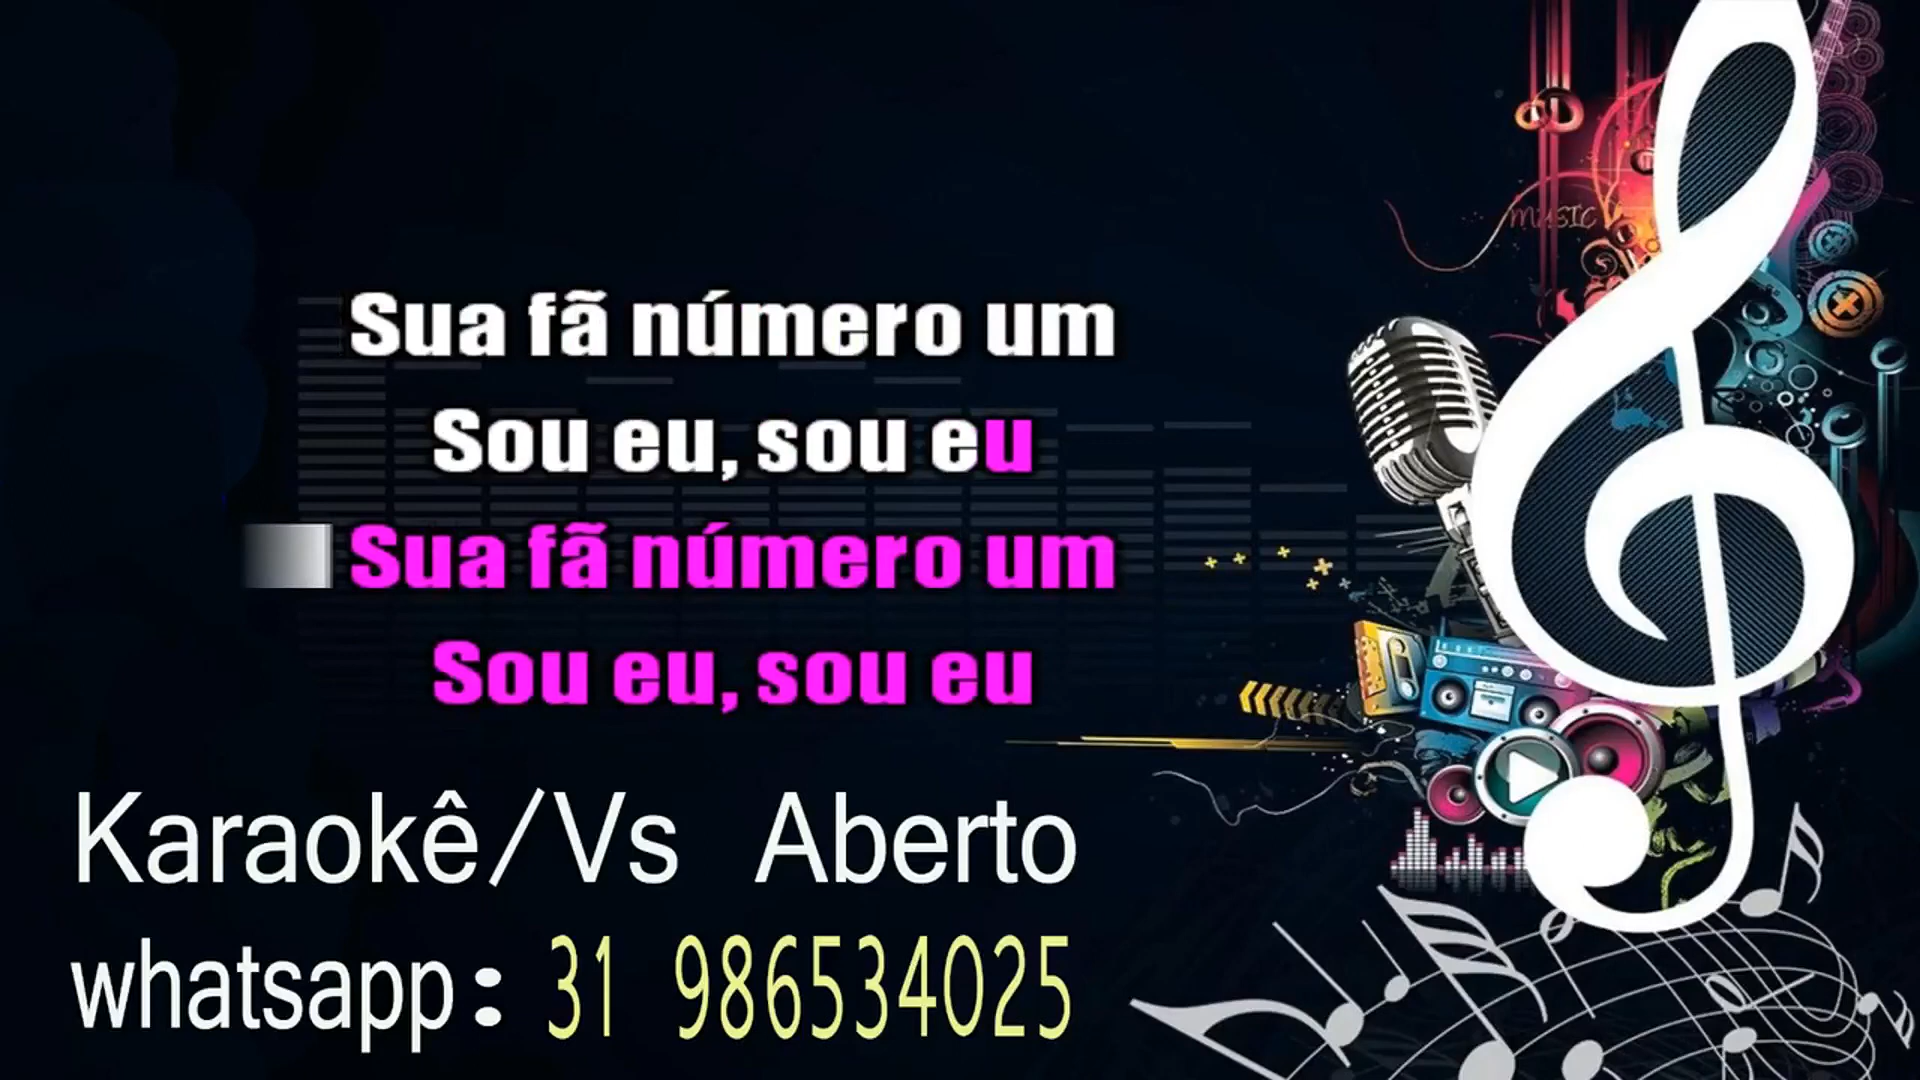 Sua fã número um
Sou eu, sou eu
Sua fã número um
Sou eu, sou eu
MUSIC
Karaokê/Vs Aberto
whatsapp: 31 986534025